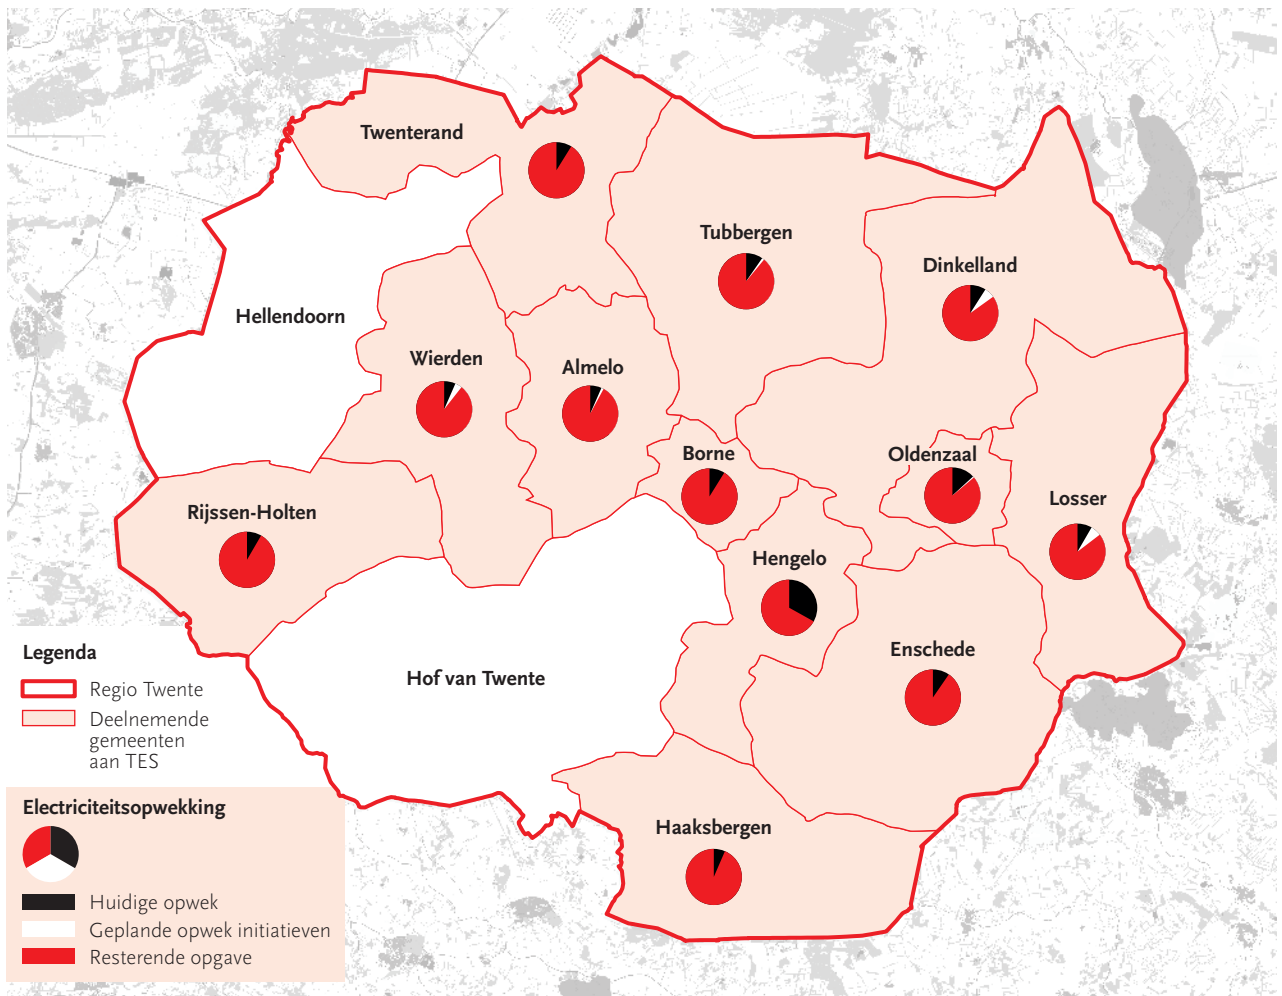 Twenterand
Tubbergen
Dinkelland
Hellendoorn
Wierden
Almelo
Borne
Oldenzaal
Losser
Rijssen-Holten
Hengelo
Enschede
Hof van Twente
Haaksbergen
Legenda
Regio Twente
Deelnemende
gemeenten
aan TES
Electriciteitsopwekking
Huidige opwek
Geplande opwek initiatieven
Resterende opgave